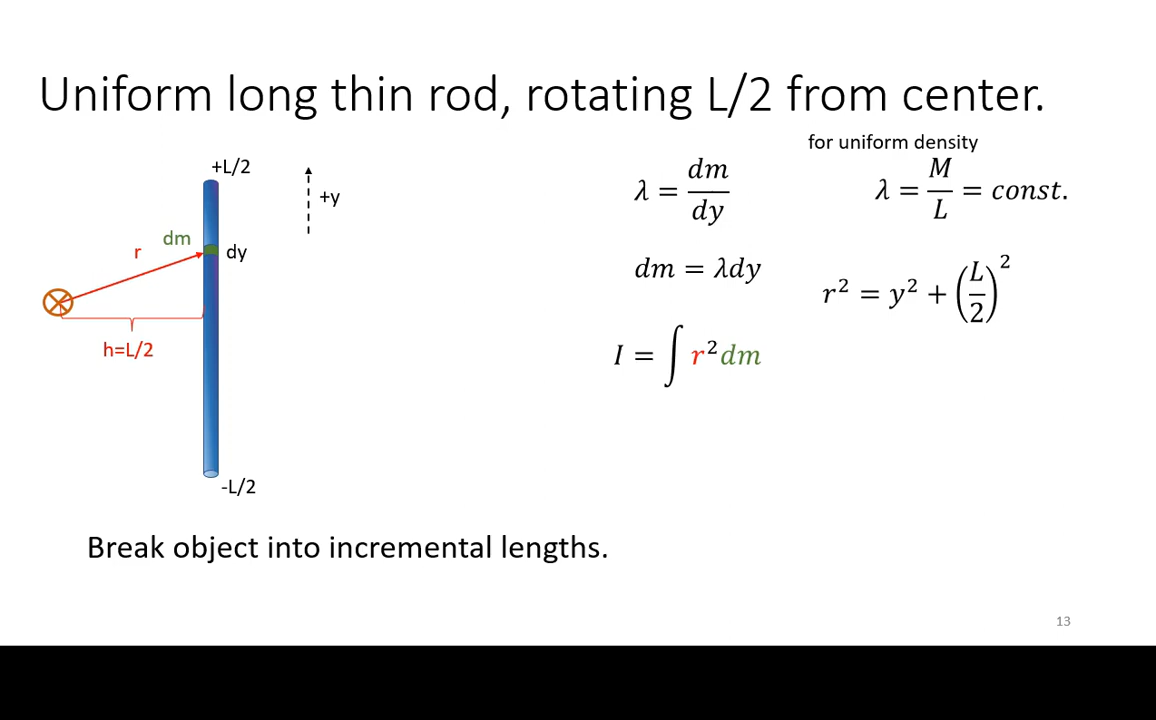 Uniform long thin rod, rotating L/2 from center.
for uniform density
+L/2
+y
dm
r
dy
h=L/2
-L/2
λ = dm/dy
λ = M/L = const.
dm = λdy
r² = y² + (L/2)²
I = ∫ r²dm
Break object into incremental lengths.
13